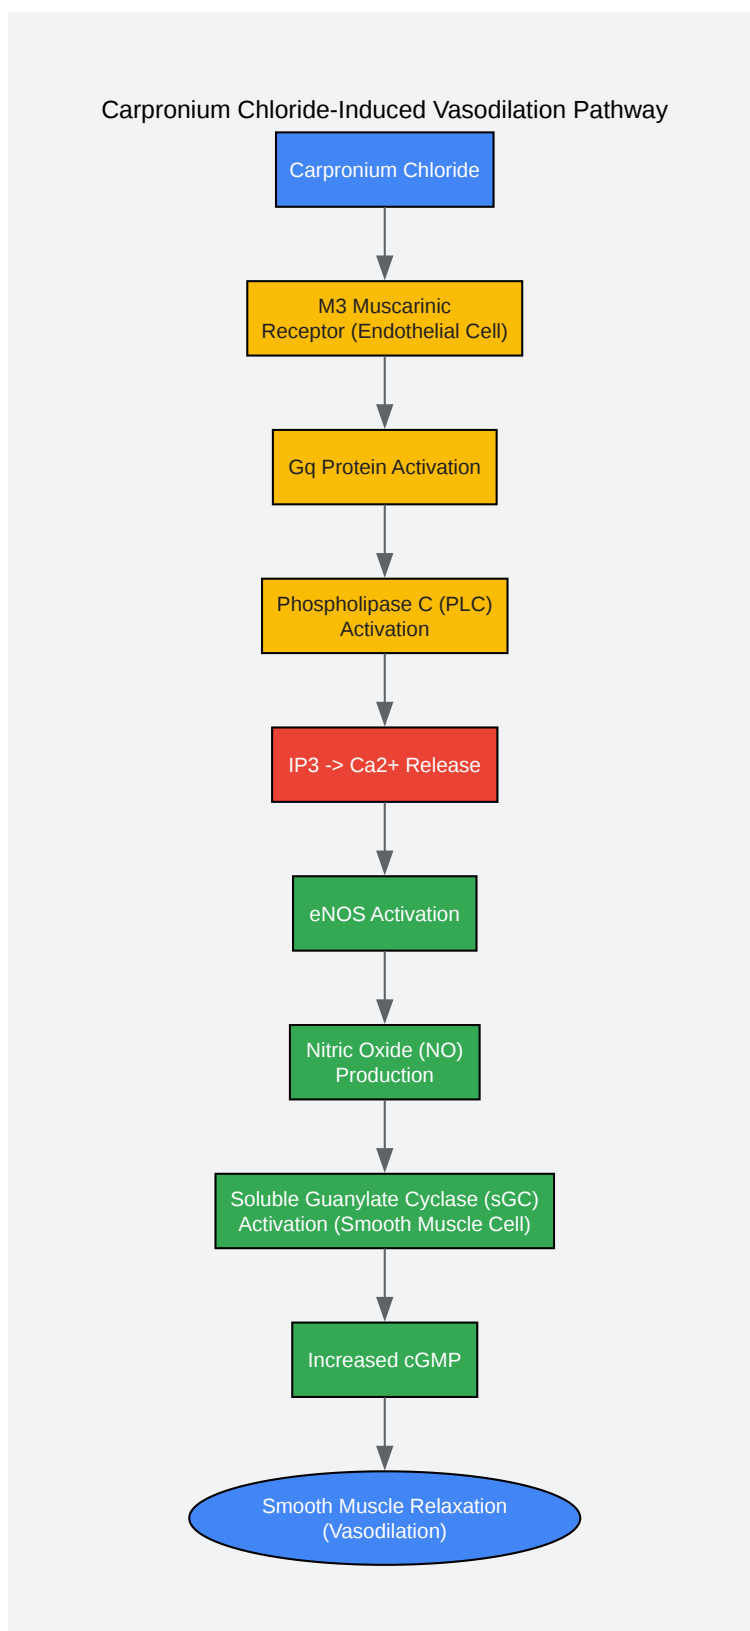 Carpronium Chloride-Induced Vasodilation Pathway
Carpronium Chloride
M3 Muscarinic
Receptor (Endothelial Cell)
Gq Protein Activation
Phospholipase C (PLC)
Activation
IP3 -> Ca2+ Release
eNOS Activation
Nitric Oxide (NO)
Production
Soluble Guanylate Cyclase (sGC)
Activation (Smooth Muscle Cell)
Increased cGMP
Smooth Muscle Relaxation
(Vasodilation)